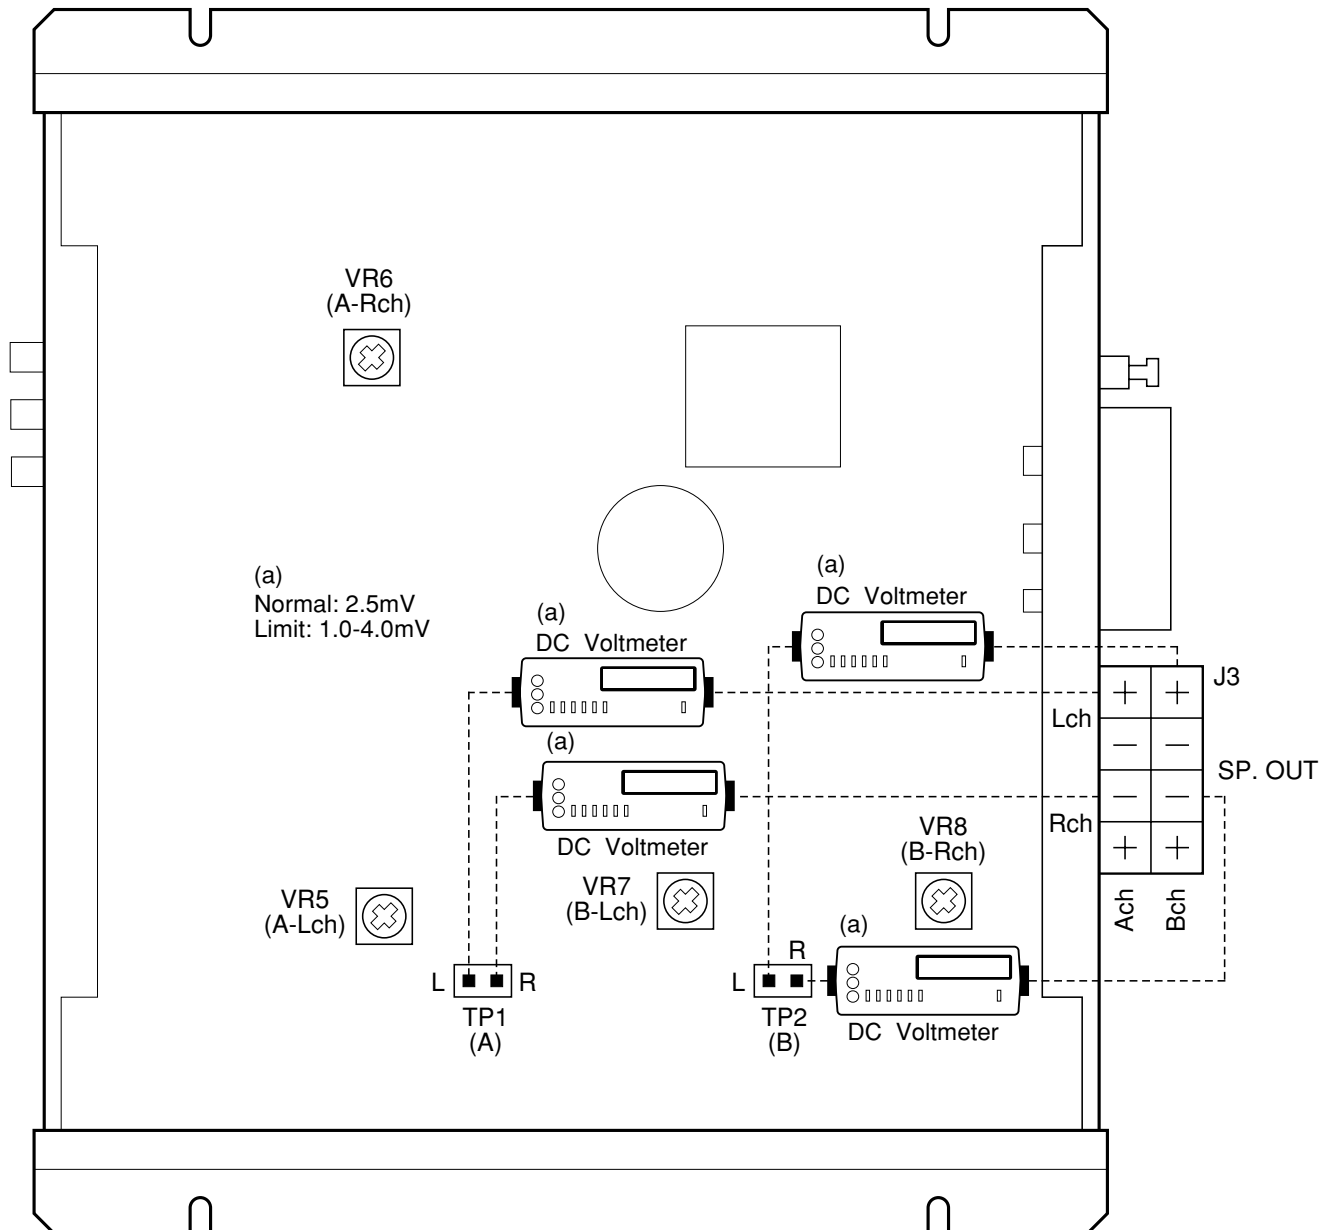 VR6
(A-Rch)
(a)
Normal: 2.5mV
Limit: 1.0-4.0mV
(a)
DC Voltmeter
(a)
DC Voltmeter
J3
+ +
Lch
— —
SP. OUT
— —
Rch
+ +
Ach
Bch
(a)
DC Voltmeter
VR8
(B-Rch)
VR7
(B-Lch)
VR5
(A-Lch)
(a)
L R
TP1
(A)
R
L
TP2
(B)
DC Voltmeter